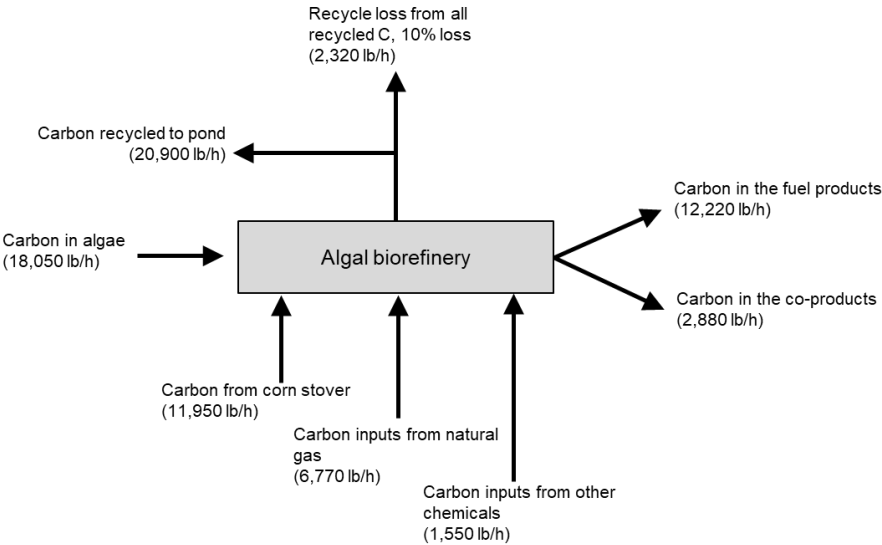 Recycle loss from all
recycled C, 10% loss
(2,320 lb/h)
Carbon recycled to pond
(20,900 lb/h)
Carbon in the fuel products
(12,220 lb/h)
Carbon in algae
(18,050 lb/h)
Algal biorefinery
Carbon in the co-products
(2,880 lb/h)
Carbon from corn stover
(11,950 lb/h)
Carbon inputs from natural
gas
(6,770 lb/h)
Carbon inputs from other
chemicals
(1,550 lb/h)